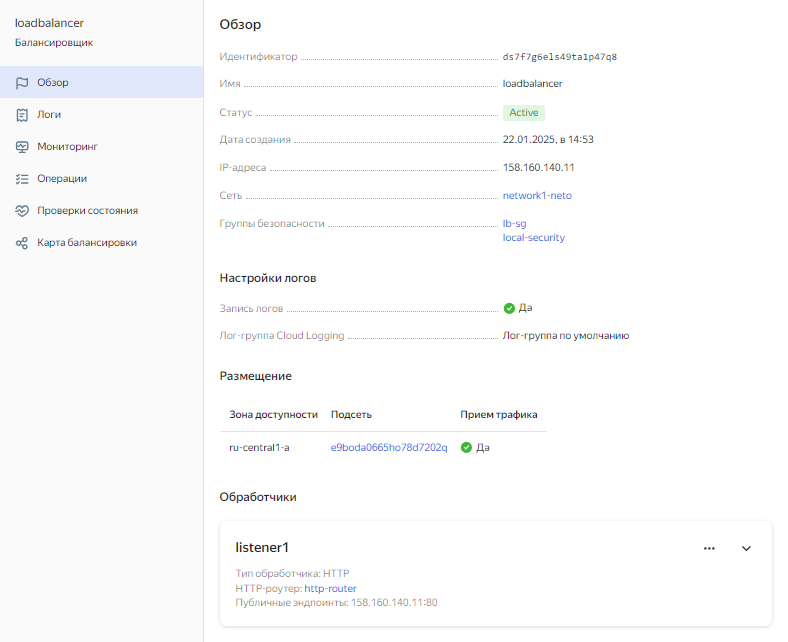 loadbalancer
Балансировщик
Обзор
Логи
Мониторинг
Операции
Проверки состояния
Карта балансировки
Обзор
Идентификатор ds7f7g6els49ta1p47q8
Имя loadbalancer
Статус Active
Дата создания 22.01.2025, в 14:53
IP-адреса 158.160.140.11
Сеть network1-neto
Группы безопасности lb-sg
local-security
Настройки логов
Запись логов Да
Лог-группа Cloud Logging Лог-группа по умолчанию
Размещение
Зона доступности Подсеть Прием трафика
ru-central1-a e9boda0665ho78d7202q Да
Обработчики
listener1
Тип обработчика: HTTP
HTTP-роутер: http-router
Публичные эндпоинты: 158.160.140.11:80